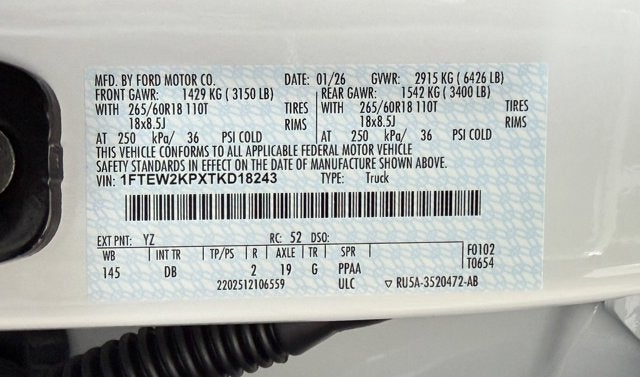 MFD. BY FORD MOTOR CO. DATE: 01/26 GVWR: 2915 KG ( 6426 LB)
FRONT GAWR: 1429 KG ( 3150 LB) REAR GAWR: 1542 KG ( 3400 LB)
WITH 265/60R18 110T TIRES WITH 265/60R18 110T TIRES
18x8.5J RIMS 18x8.5J RIMS
AT 250 kPa/ 36 PSI COLD AT 250 kPa/ 36 PSI COLD
THIS VEHICLE CONFORMS TO ALL APPLICABLE FEDERAL MOTOR VEHICLE
SAFETY STANDARDS IN EFFECT ON THE DATE OF MANUFACTURE SHOWN ABOVE.
VIN: 1FTEW2KPXTKD18243 TYPE: Truck
EXT PNT: YZ RC: 52 DSO:
WB INT TR TP/PS R AXLE TR SPR F0102
145 DB 2 19 G PPAA T0654
2202512106559 ULC ▽ RU5A-3520472-AB